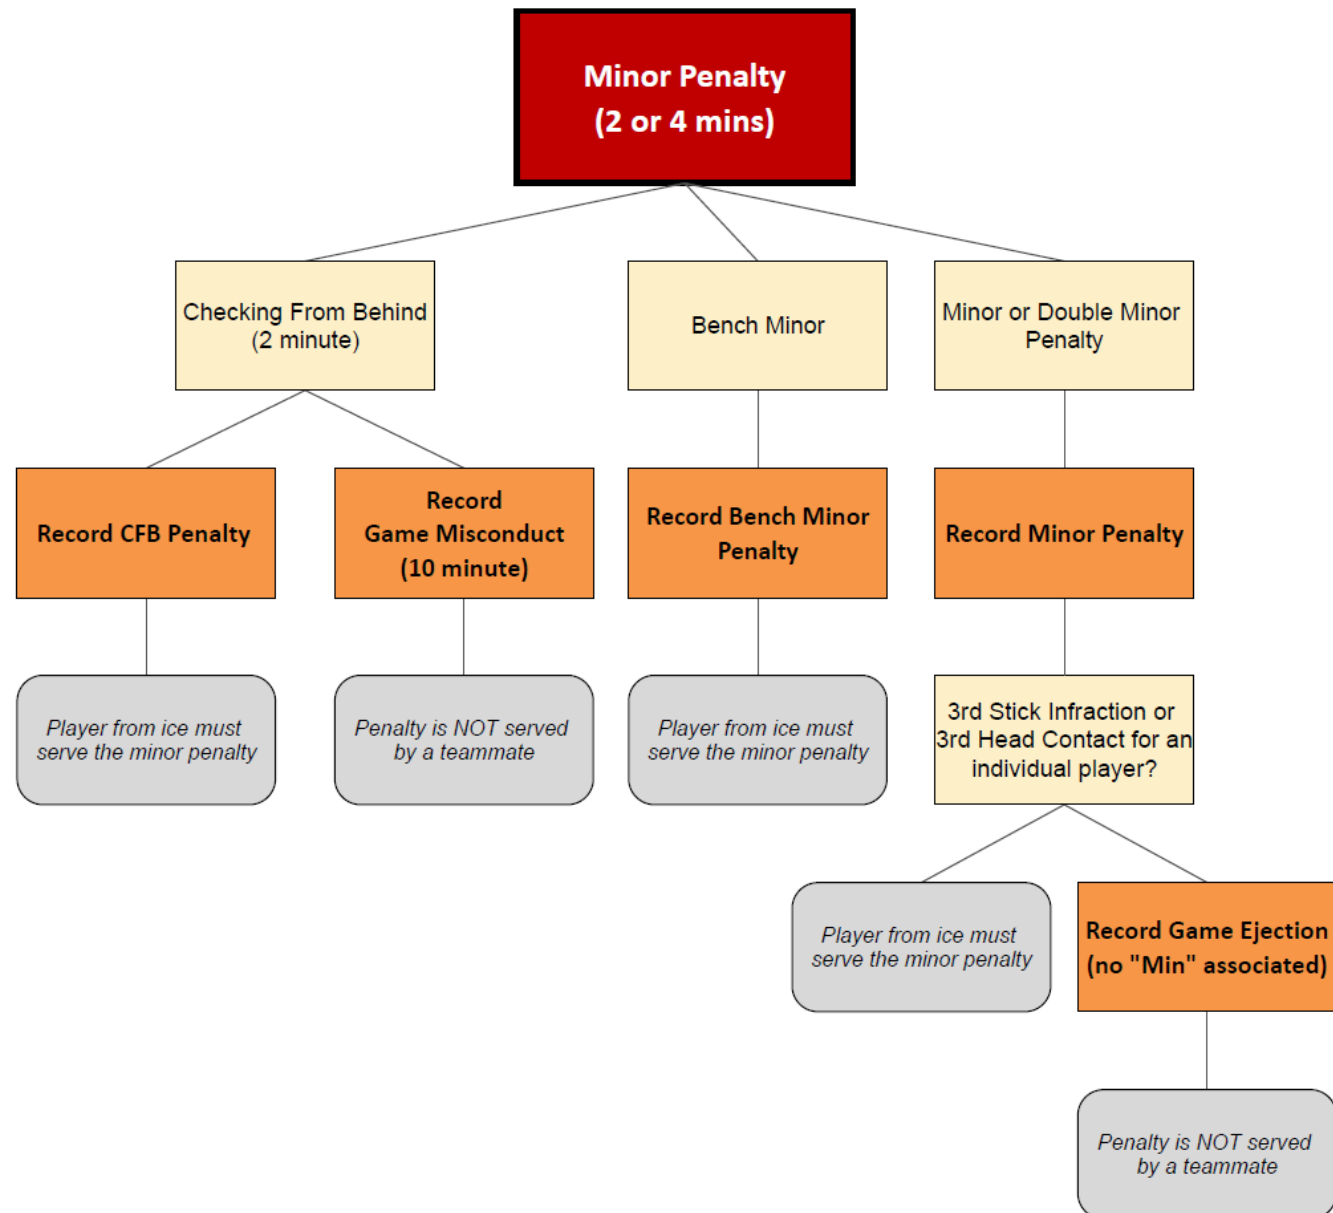 Minor Penalty
(2 or 4 mins)
Checking From Behind
(2 minute)
Bench Minor
Minor or Double Minor
Penalty
Record CFB Penalty
Record
Game Misconduct
(10 minute)
Record Bench Minor
Penalty
Record Minor Penalty
Player from ice must
serve the minor penalty
Penalty is NOT served
by a teammate
Player from ice must
serve the minor penalty
3rd Stick Infraction or
3rd Head Contact for an
individual player?
Player from ice must
serve the minor penalty
Record Game Ejection
(no "Min" associated)
Penalty is NOT served
by a teammate